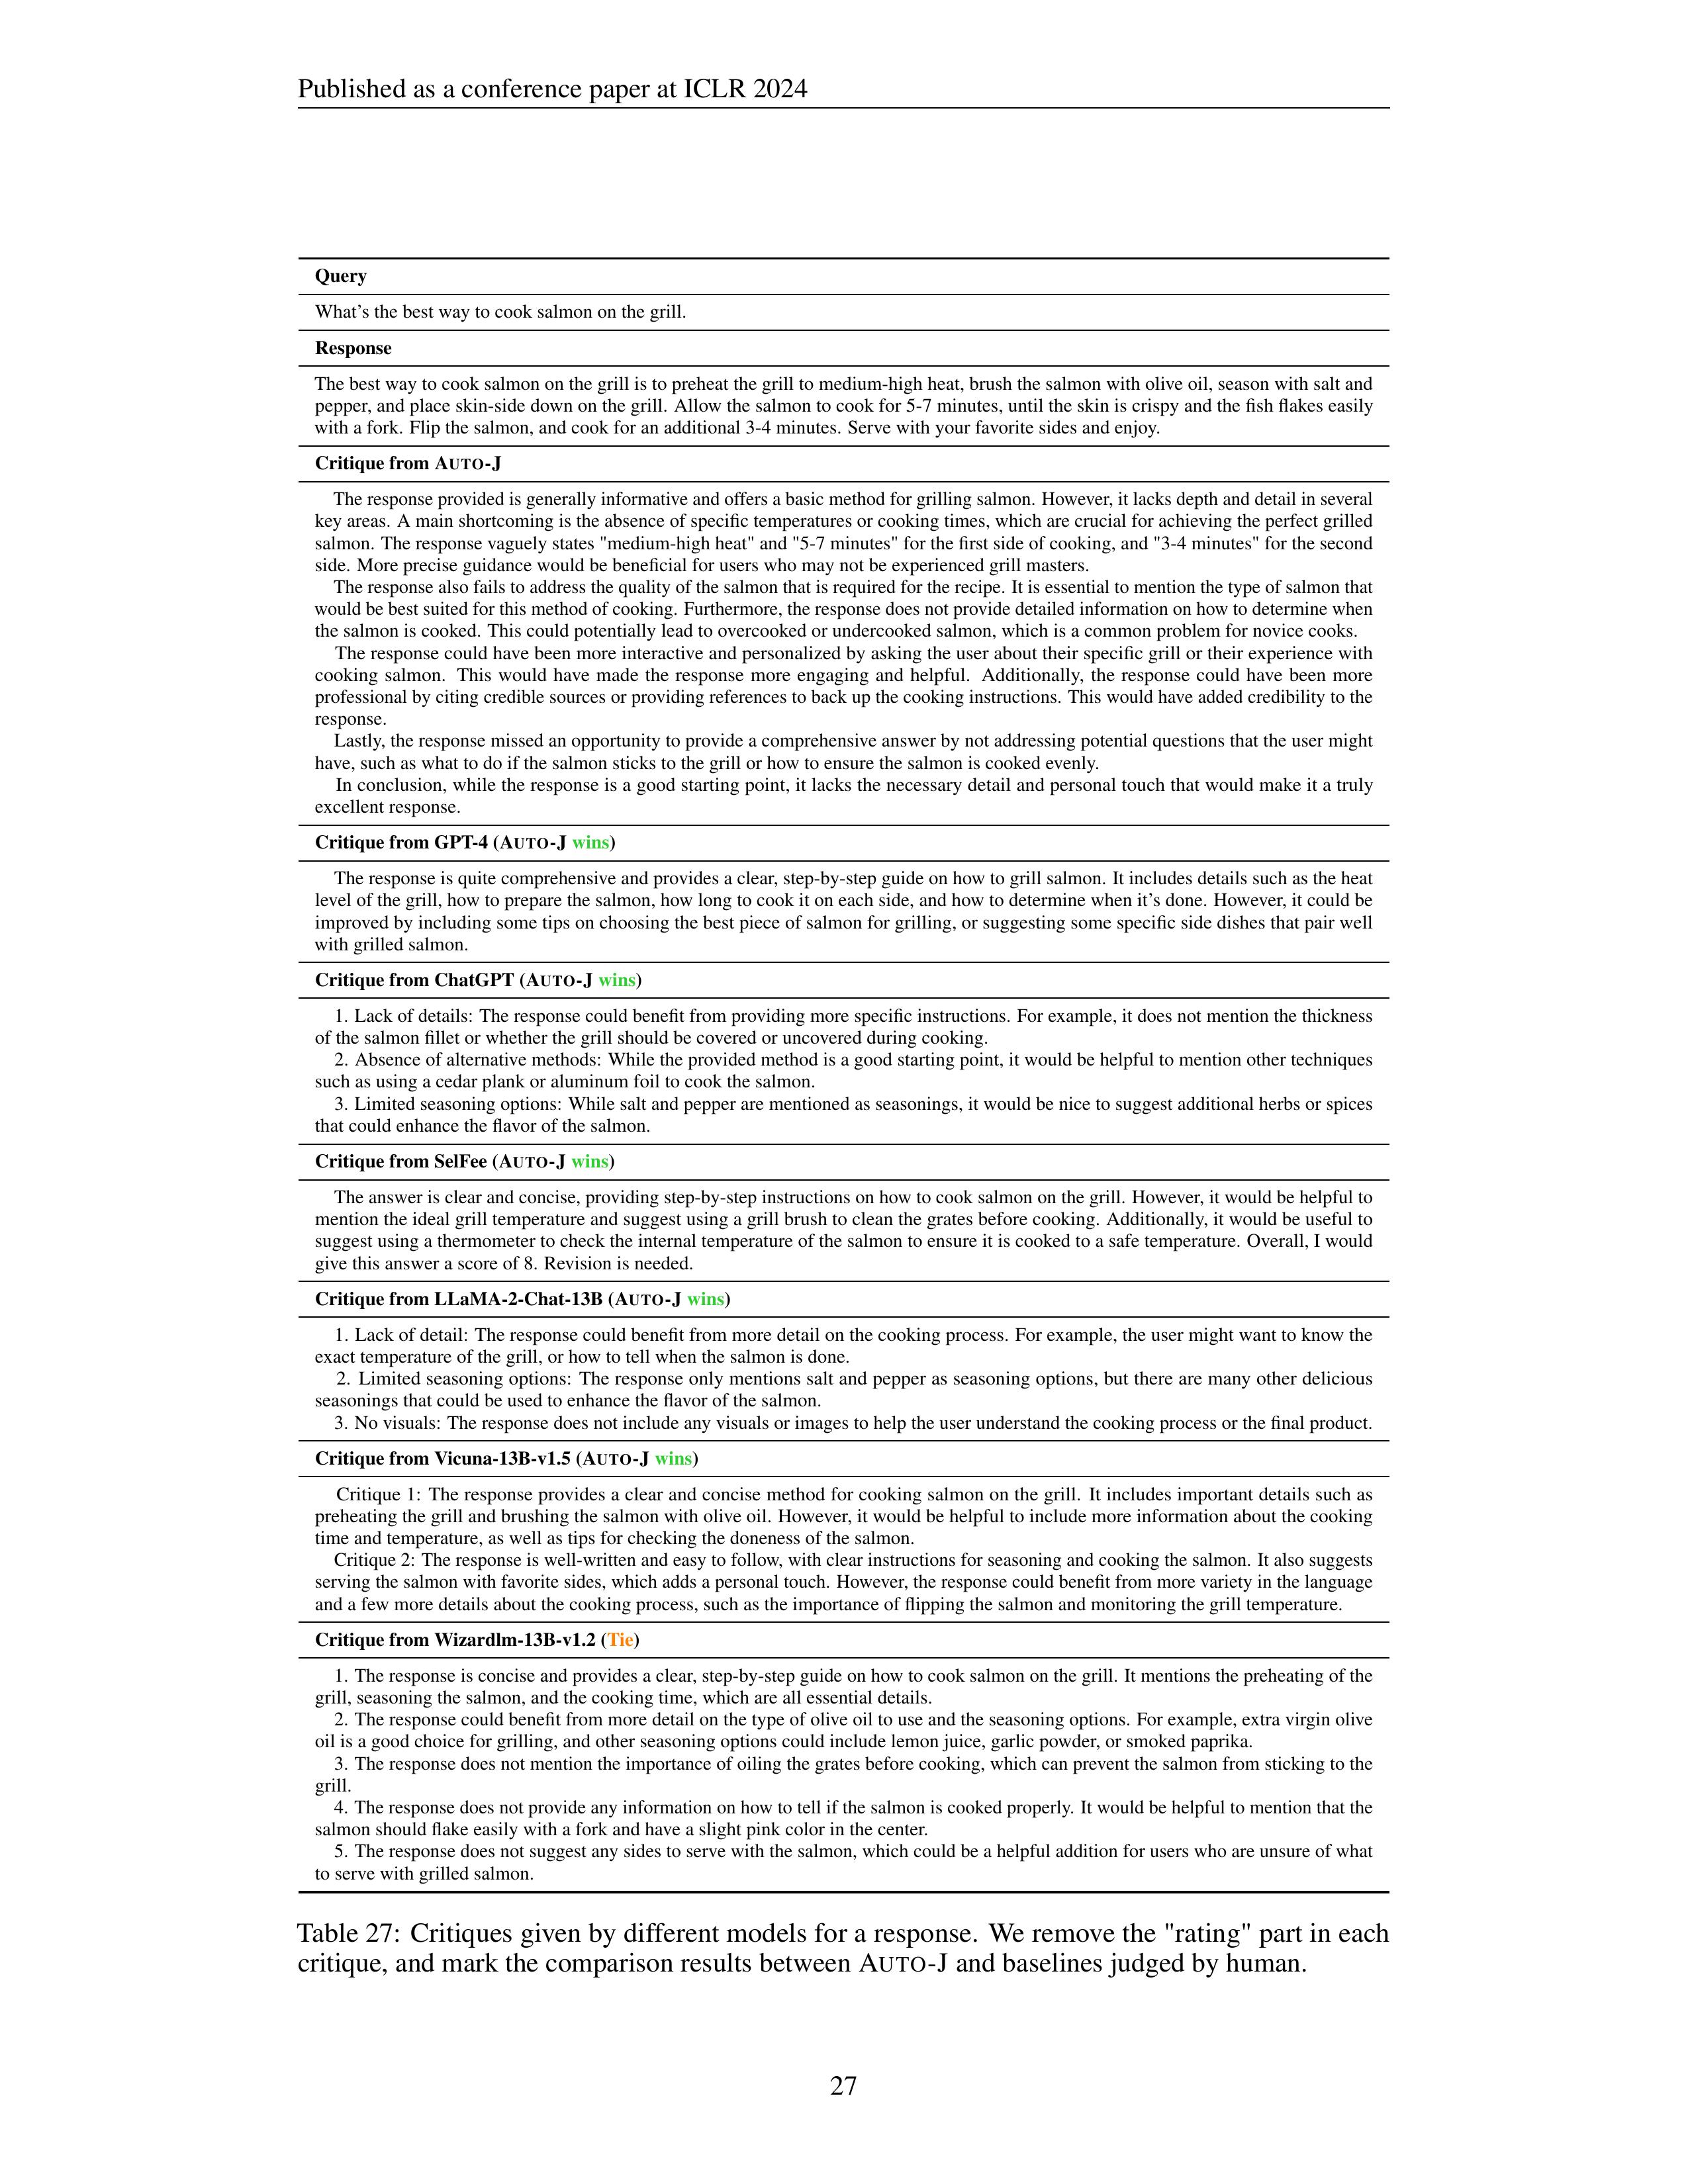 Published as a conference paper at ICLR 2024
Query
What's the best way to cook salmon on the grill.
Response
The best way to cook salmon on the grill is to preheat the grill to medium-high heat, brush the salmon with olive oil, season with salt and
pepper, and place skin-side down on the grill. Allow the salmon to cook for 5-7 minutes, until the skin is crispy and the fish flakes easily
with a fork. Flip the salmon, and cook for an additional 3-4 minutes. Serve with your favorite sides and enjoy.
Critique from AUTO-J
The response provided is generally informative and offers a basic method for grilling salmon. However, it lacks depth and detail in several
key areas. A main shortcoming is the absence of specific temperatures or cooking times, which are crucial for achieving the perfect grilled
salmon. The response vaguely states "medium-high heat" and "5-7 minutes" for the first side of cooking, and "3-4 minutes" for the second
side. More precise guidance would be beneficial for users who may not be experienced grill masters.
The response also fails to address the quality of the salmon that is required for the recipe. It is essential to mention the type of salmon that
would be best suited for this method of cooking. Furthermore, the response does not provide detailed information on how to determine when
the salmon is cooked. This could potentially lead to overcooked or undercooked salmon, which is a common problem for novice cooks.
The response could have been more interactive and personalized by asking the user about their specific grill or their experience with
cooking salmon. This would have made the response more engaging and helpful. Additionally, the response could have been more
professional by citing credible sources or providing references to back up the cooking instructions. This would have added credibility to the
response.
Lastly, the response missed an opportunity to provide a comprehensive answer by not addressing potential questions that the user might
have, such as what to do if the salmon sticks to the grill or how to ensure the salmon is cooked evenly.
In conclusion, while the response is a good starting point, it lacks the necessary detail and personal touch that would make it a truly
excellent response.
Critique from GPT-4 (AUTO-J wins)
The response is quite comprehensive and provides a clear, step-by-step guide on how to grill salmon. It includes details such as the heat
level of the grill, how to prepare the salmon, how long to cook it on each side, and how to determine when it's done. However, it could be
improved by including some tips on choosing the best piece of salmon for grilling, or suggesting some specific side dishes that pair well
with grilled salmon.
Critique from ChatGPT (AUTO-J wins)
1. Lack of details: The response could benefit from providing more specific instructions. For example, it does not mention the thickness
of the salmon fillet or whether the grill should be covered or uncovered during cooking.
2. Absence of alternative methods: While the provided method is a good starting point, it would be helpful to mention other techniques
such as using a cedar plank or aluminum foil to cook the salmon.
3. Limited seasoning options: While salt and pepper are mentioned as seasonings, it would be nice to suggest additional herbs or spices
that could enhance the flavor of the salmon.
Critique from SelFee (AUTO-J wins)
The answer is clear and concise, providing step-by-step instructions on how to cook salmon on the grill. However, it would be helpful to
mention the ideal grill temperature and suggest using a grill brush to clean the grates before cooking. Additionally, it would be useful to
suggest using a thermometer to check the internal temperature of the salmon to ensure it is cooked to a safe temperature. Overall, I would
give this answer a score of 8. Revision is needed.
Critique from LLaMA-2-Chat-13B (AUTO-J wins)
1. Lack of detail: The response could benefit from more detail on the cooking process. For example, the user might want to know the
exact temperature of the grill, or how to tell when the salmon is done.
2. Limited seasoning options: The response only mentions salt and pepper as seasoning options, but there are many other delicious
seasonings that could be used to enhance the flavor of the salmon.
3. No visuals: The response does not include any visuals or images to help the user understand the cooking process or the final product.
Critique from Vicuna-13B-v1.5 (AUTO-J wins)
Critique 1: The response provides a clear and concise method for cooking salmon on the grill. It includes important details such as
preheating the grill and brushing the salmon with olive oil. However, it would be helpful to include more information about the cooking
time and temperature, as well as tips for checking the doneness of the salmon.
Critique 2: The response is well-written and easy to follow, with clear instructions for seasoning and cooking the salmon. It also suggests
serving the salmon with favorite sides, which adds a personal touch. However, the response could benefit from more variety in the language
and a few more details about the cooking process, such as the importance of flipping the salmon and monitoring the grill temperature.
Critique from Wizardlm-13B-v1.2 (Tie)
1. The response is concise and provides a clear, step-by-step guide on how to cook salmon on the grill. It mentions the preheating of the
grill, seasoning the salmon, and the cooking time, which are all essential details.
2. The response could benefit from more detail on the type of olive oil to use and the seasoning options. For example, extra virgin olive
oil is a good choice for grilling, and other seasoning options could include lemon juice, garlic powder, or smoked paprika.
3. The response does not mention the importance of oiling the grates before cooking, which can prevent the salmon from sticking to the
grill.
4. The response does not provide any information on how to tell if the salmon is cooked properly. It would be helpful to mention that the
salmon should flake easily with a fork and have a slight pink color in the center.
5. The response does not suggest any sides to serve with the salmon, which could be a helpful addition for users who are unsure of what
to serve with grilled salmon.
Table 27: Critiques given by different models for a response. We remove the "rating" part in each
critique, and mark the comparison results between AUTO-J and baselines judged by human.
27